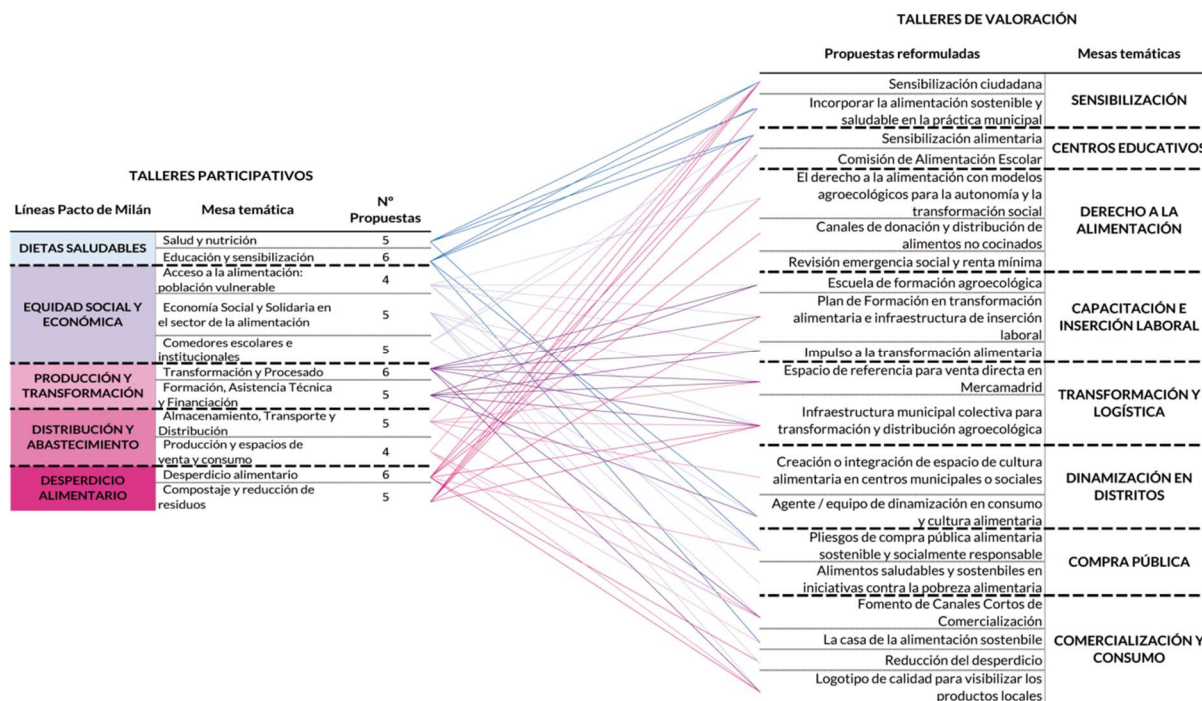 TALLERES DE VALORACIÓN
Propuestas reformuladas
Mesas temáticas
Sensibilización ciudadana
Incorporar la alimentación sostenible y
saludable en la práctica municipal
SENSIBILIZACIÓN
Sensibilización alimentaria
Comisión de Alimentación Escolar
CENTROS EDUCATIVOS
El derecho a la alimentación con modelos
agroecológicos para la autonomía y la
transformación social
Canales de donación y distribución de
alimentos no cocinados
Revisión emergencia social y renta mínima
DERECHO A LA
ALIMENTACIÓN
Escuela de formación agroecológica
Plan de Formación en transformación
alimentaria e infraestructura de inserción
laboral
Impulso a la transformación alimentaria
CAPACITACIÓN E
INSERCIÓN LABORAL
Espacio de referencia para venta directa en
Mercamadrid
Infraestructura municipal colectiva para
transformación y distribución agroecológica
TRANSFORMACIÓN Y
LOGÍSTICA
Creación o integración de espacio de cultura
alimentaria en centros municipales o sociales
Agente / equipo de dinamización en consumo
y cultura alimentaria
DINAMIZACIÓN EN
DISTRITOS
Pliesgos de compra pública alimentaria
sostenible y socialmente responsable
Alimentos saludables y sostenbiles en
iniciativas contra la pobreza alimentaria
COMPRA PÚBLICA
Fomento de Canales Cortos de
Comercialización
La casa de la alimentación sostenbile
Reducción del desperdicio
Logotipo de calidad para visibilizar los
productos locales
COMERCIALIZACIÓN Y
CONSUMO
TALLERES PARTICIPATIVOS
Líneas Pacto de Milán
Mesa temática
Nº
Propuestas
DIETAS SALUDABLES
Salud y nutrición
5
Educación y sensibilización
6
EQUIDAD SOCIAL Y
ECONÓMICA
Acceso a la alimentación:
población vulnerable
4
Economía Social y Solidaria en
el sector de la alimentación
5
Comedores escolares e
institucionales
5
PRODUCCIÓN Y
TRANSFORMACIÓN
Transformación y Procesado
6
Formación, Asistencia Técnica
y Financiación
5
DISTRIBUCIÓN Y
ABASTECIMIENTO
Almacenamiento, Transporte y
Distribución
5
Producción y espacios de
venta y consumo
4
DESPERDICIO
ALIMENTARIO
Desperdicio alimentario
6
Compostaje y reducción de
residuos
5